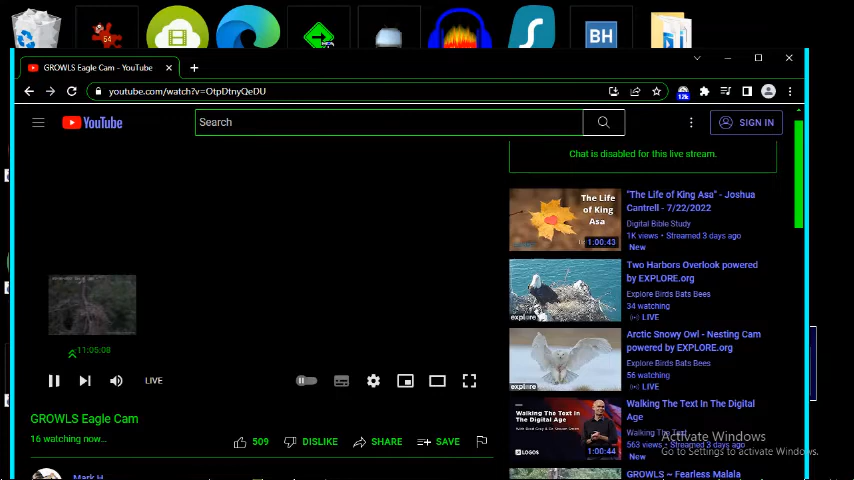 64
BH
GROWLS Eagle Cam - YouTube
youtube.com/watch?v=OtpDtnyQeDU
12k
YouTube
Search
SIGN IN
Chat is disabled for this live stream.
The Life
of King
Asa
1:00:43
"The Life of King Asa" - Joshua
Cantrell - 7/22/2022
Digital Bible Study
1K views • Streamed 3 days ago
New
explore
Two Harbors Overlook powered
by EXPLORE.org
Explore Birds Bats Bees
34 watching
LIVE
explore
Arctic Snowy Owl - Nesting Cam
powered by EXPLORE.org
Explore Birds Bats Bees
56 watching
LIVE
11:05:08
LIVE
Walking The Text
In The Digital Age
LOGOS
1:00:44
Walking The Text In The Digital
Age
Walking The Text
563 views • Streamed 3 days ago
New
GROWLS Eagle Cam
16 watching now...
509
DISLIKE
SHARE
SAVE
Mark H
GROWLS ~ Fearless Malala
Activate Windows
Go to Settings to activate Windows.